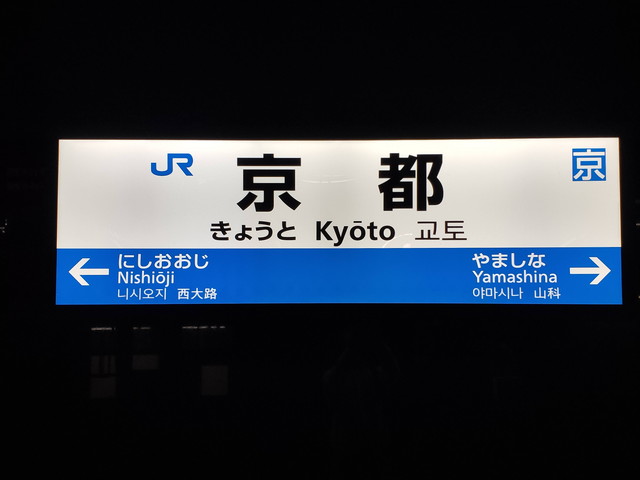 JR 京都 京
きょうと Kyōto 교토
にしおおじ やましな
Nishiōji Yamashina
니시오지 西大路 야마시나 山科